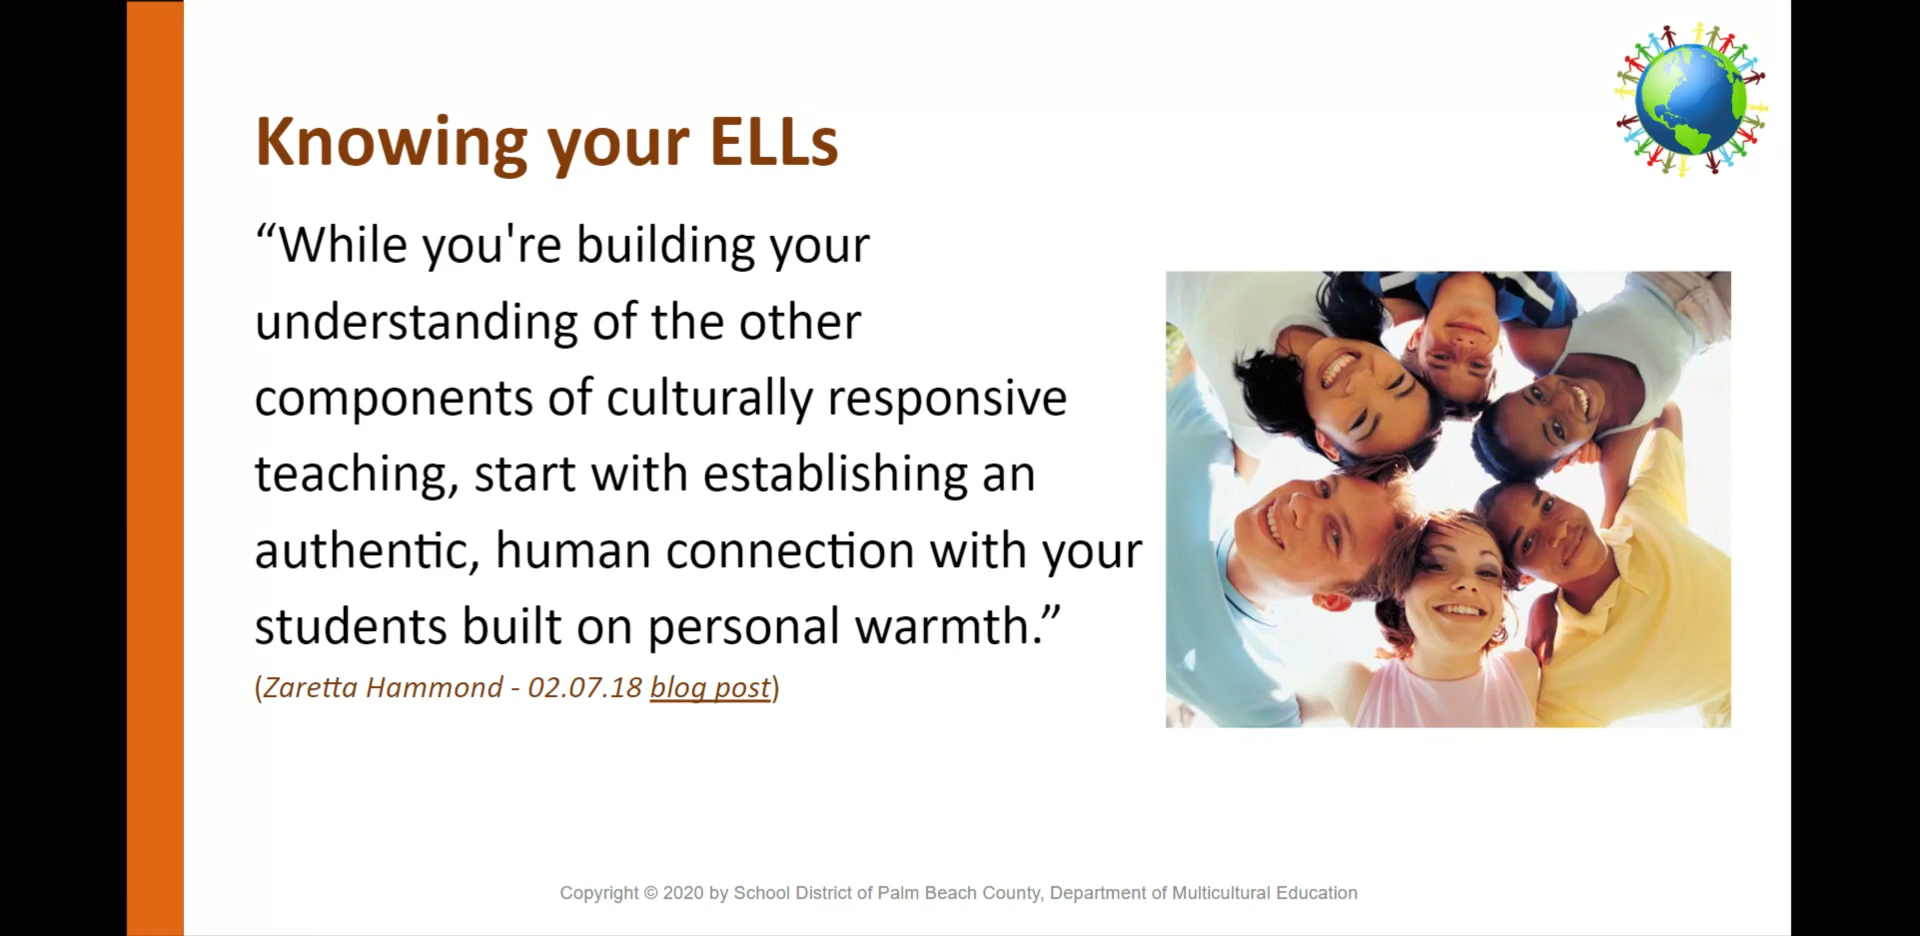 Knowing your ELLs
“While you're building your
understanding of the other
components of culturally responsive
teaching, start with establishing an
authentic, human connection with your
students built on personal warmth.”
(Zaretta Hammond - 02.07.18 blog post)
Copyright © 2020 by School District of Palm Beach County, Department of Multicultural Education